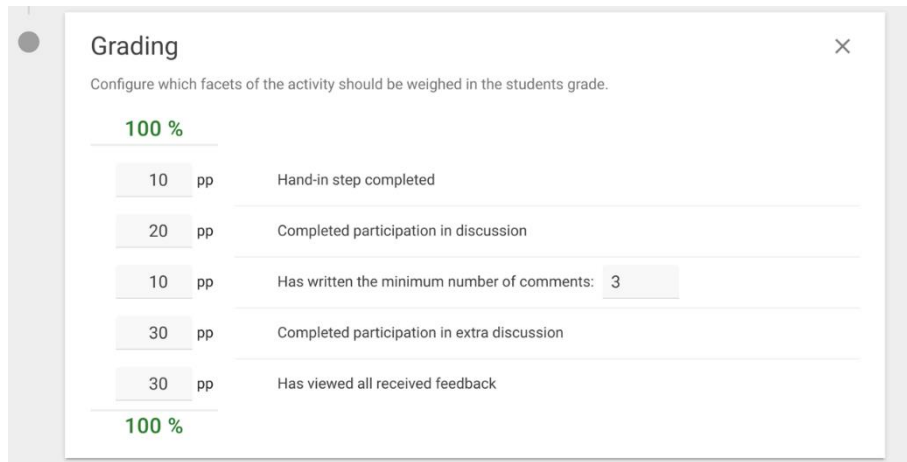 Grading
Configure which facets of the activity should be weighed in the students grade.
100 %
10 pp Hand-in step completed
20 pp Completed participation in discussion
10 pp Has written the minimum number of comments: 3
30 pp Completed participation in extra discussion
30 pp Has viewed all received feedback
100 %